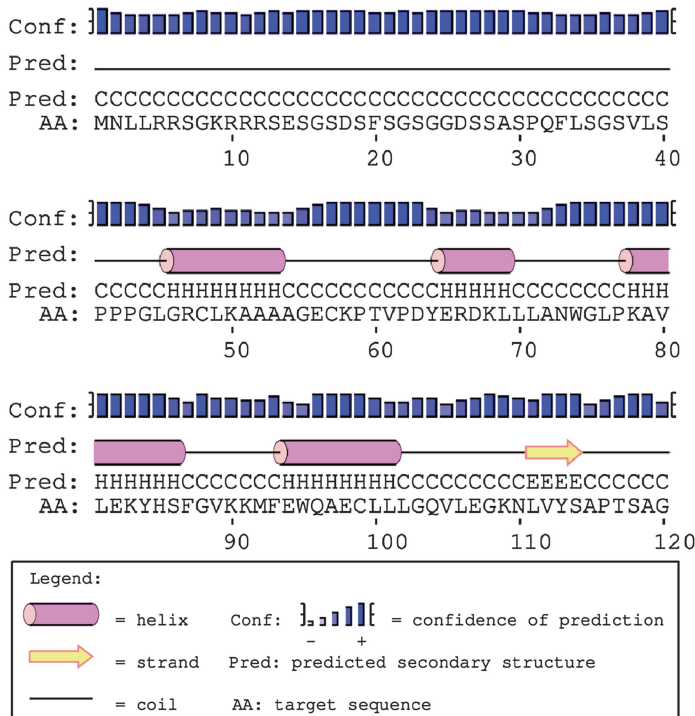 Conf:
Pred:
Pred: CCCCCCCCCCCCCCCCCCCCCCCCCCCCCCCCCCCCCCCC
AA: MNLLRRSGKRRRSESGSDSFSGSGGDSSASPQFLSGSVLS
10 20 30 40
Conf:
Pred:
Pred: CCCCCHHHHHHHHCCCCCCCCCCCHHHHHCCCCCCCCHHH
AA: PPPGLGRCLKAAAAGECKPTVPDYERDKLLLANWGLPKAV
50 60 70 80
Conf:
Pred:
Pred: HHHHHHCCCCCCCHHHHHHHHCCCCCCCCCEEEECCCCCC
AA: LEKYHSFGVKKMFEWQAECLLLGQVLEGKNLVYSAPTSAG
90 100 110 120
Legend:
= helix Conf: = confidence of prediction
- +
= strand Pred: predicted secondary structure
= coil AA: target sequence